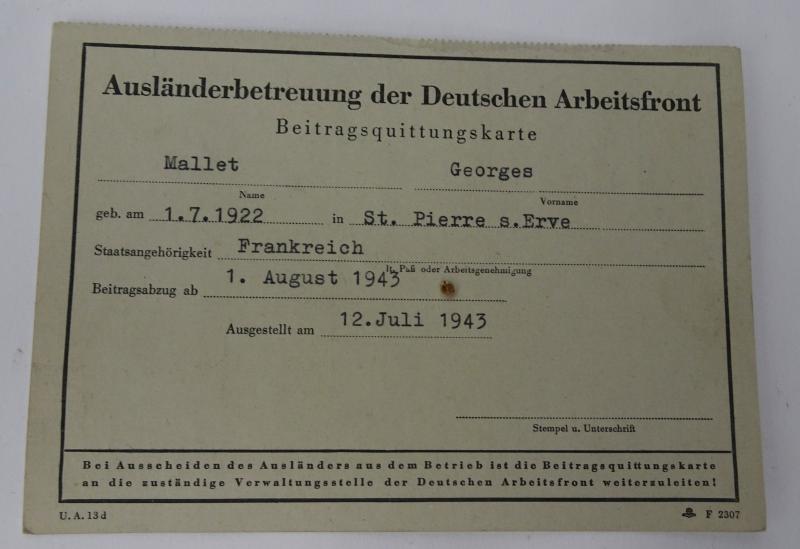 Ausländerbetreuung der Deutschen Arbeitsfront
Beitragsquittungskarte
Mallet Georges
Name Vorname
geb. am 1.7.1922 in St. Pierre s.Erve
Staatsangehörigkeit Frankreich
lt. Paß oder Arbeitsgenehmigung
Beitragsabzug ab 1. August 1943
Ausgestellt am 12.Juli 1943
Stempel u. Unterschrift
Bei Ausscheiden des Ausländers aus dem Betrieb ist die Beitragsquittungskarte
an die zuständige Verwaltungsstelle der Deutschen Arbeitsfront weiterzuleiten!
U. A. 13 d F 2307